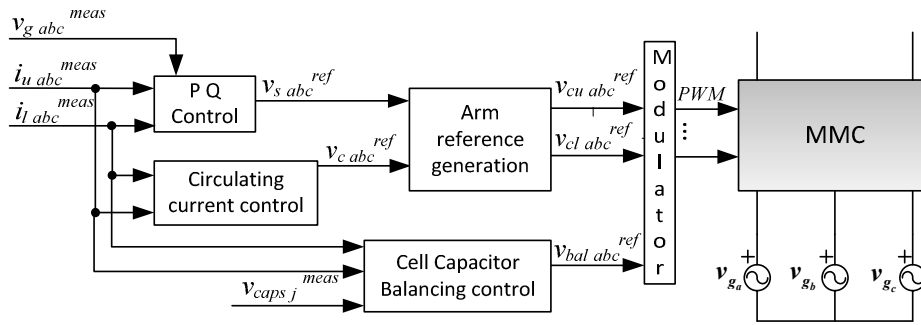 v_g abc^meas
i_u abc^meas
i_l abc^meas
P Q
Control
v_s abc^ref
Circulating
current control
v_c abc^ref
Arm
reference
generation
v_cu abc^ref
v_cl abc^ref
Cell Capacitor
Balancing control
v_caps j^meas
v_bal abc^ref
Modulator
PWM
...
MMC
+
v_g_a
+
v_g_b
+
v_g_c